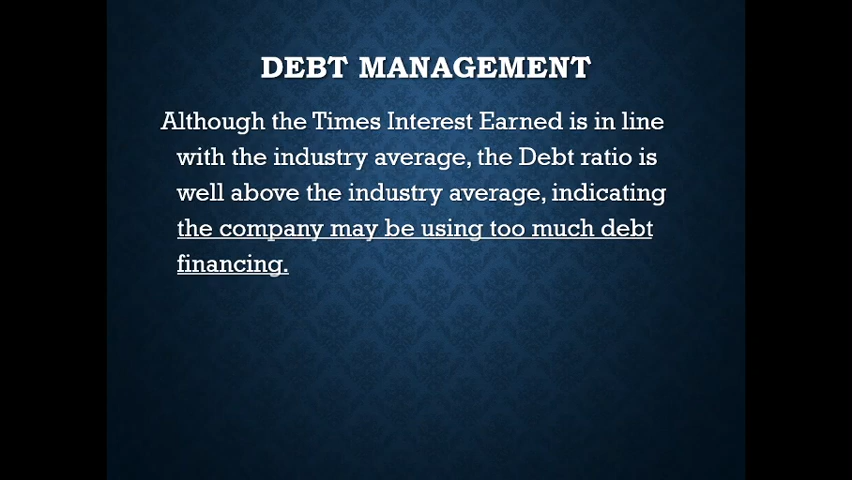 DEBT MANAGEMENT
Although the Times Interest Earned is in line
with the industry average, the Debt ratio is
well above the industry average, indicating
the company may be using too much debt
financing.